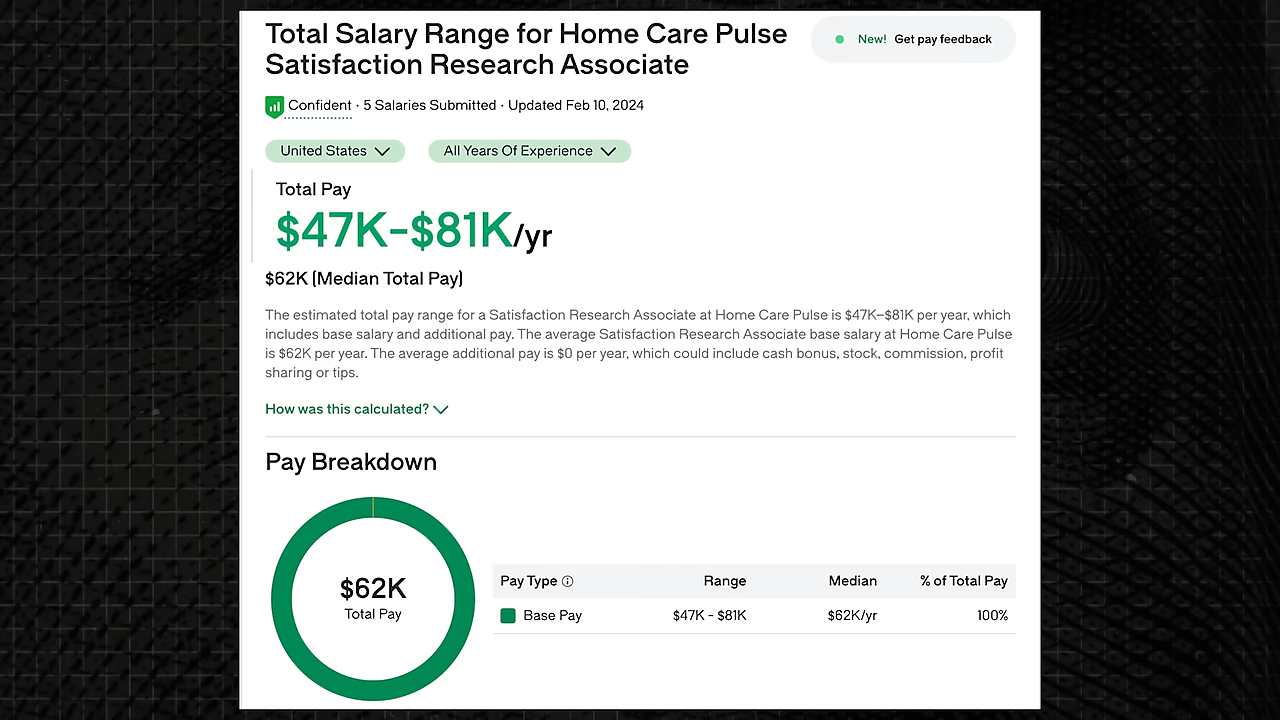 Total Salary Range for Home Care Pulse
Satisfaction Research Associate
New! Get pay feedback
Confident · 5 Salaries Submitted · Updated Feb 10, 2024
United States
All Years Of Experience
Total Pay
$47K–$81K/yr
$62K (Median Total Pay)
The estimated total pay range for a Satisfaction Research Associate at Home Care Pulse is $47K–$81K per year, which
includes base salary and additional pay. The average Satisfaction Research Associate base salary at Home Care Pulse
is $62K per year. The average additional pay is $0 per year, which could include cash bonus, stock, commission, profit
sharing or tips.
How was this calculated?
Pay Breakdown
$62K
Total Pay
Pay Type Range Median % of Total Pay
Base Pay $47K - $81K $62K/yr 100%